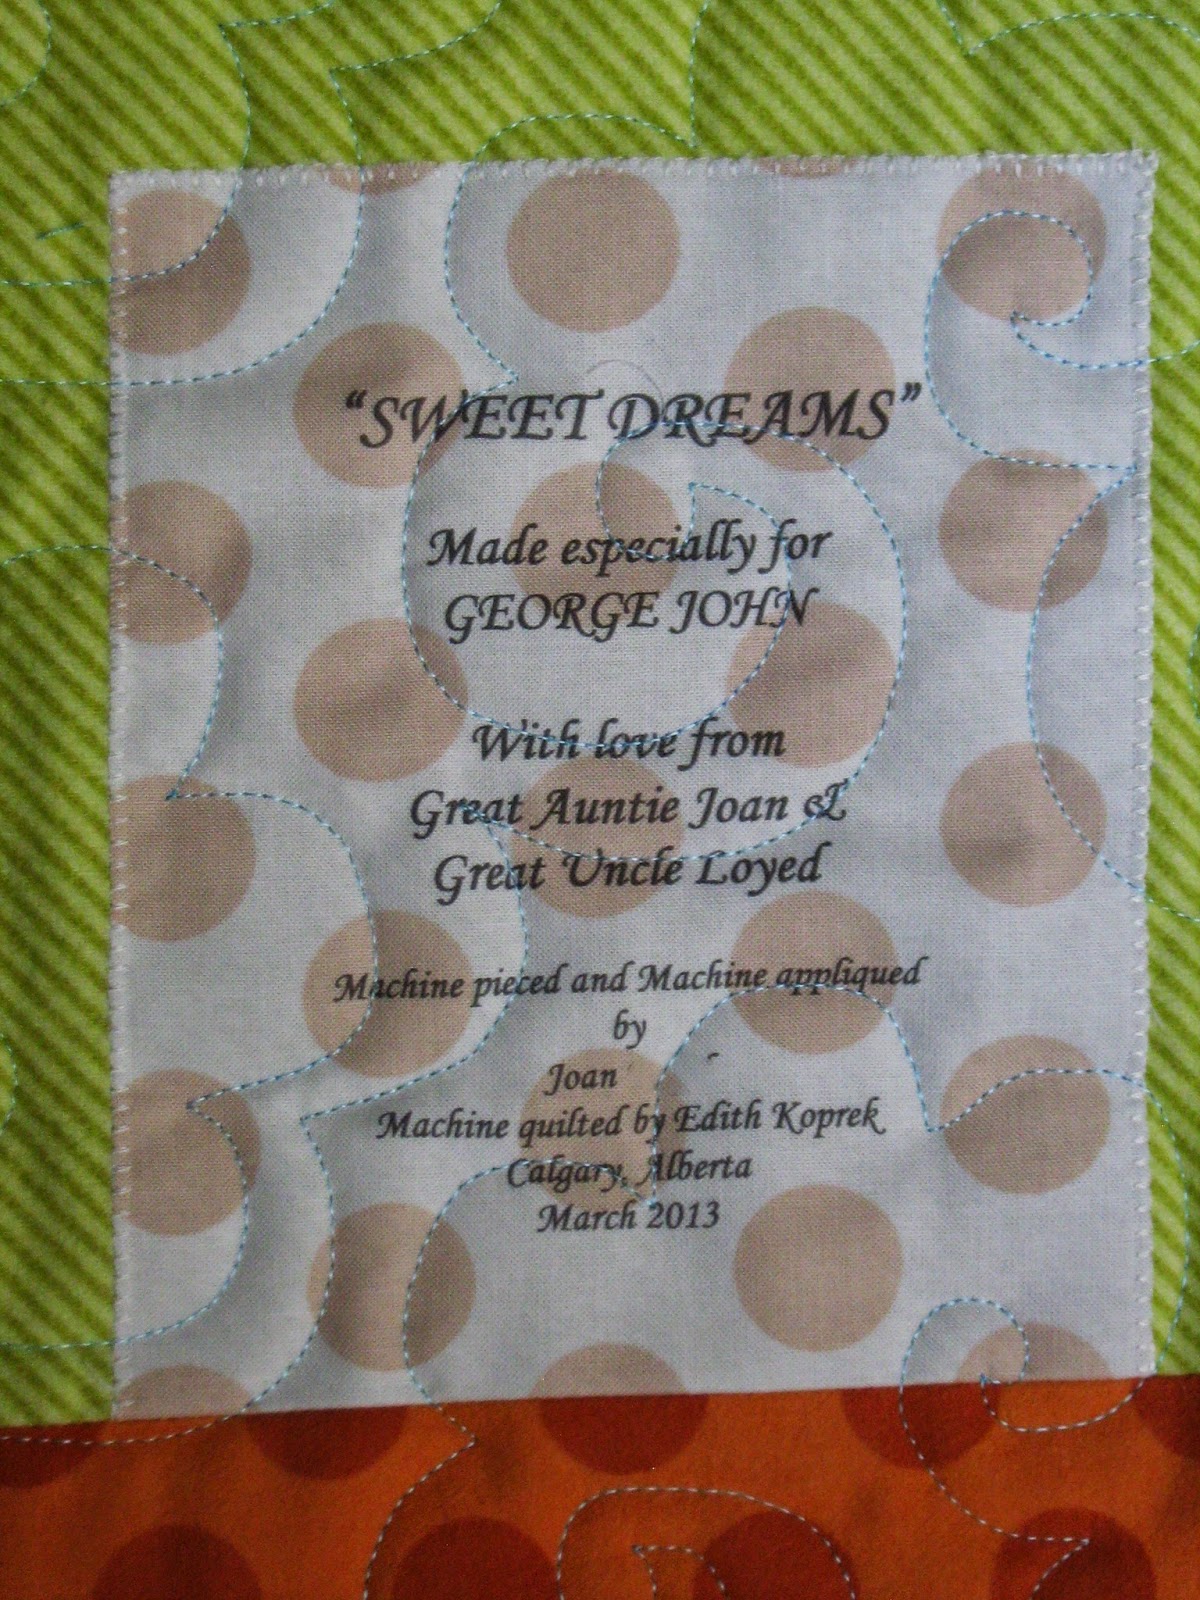 “SWEET DREAMS”
Made especially for
GEORGE JOHN
With love from
Great Auntie Joan &
Great Uncle Loyed
Machine pieced and Machine appliqued
by
Joan
Machine quilted by Edith Koprek
Calgary, Alberta
March 2013